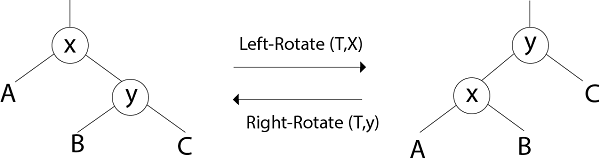 x
y
Left-Rotate (T,X)
A
y
x
C
B
C
Right-Rotate (T,y)
A
B